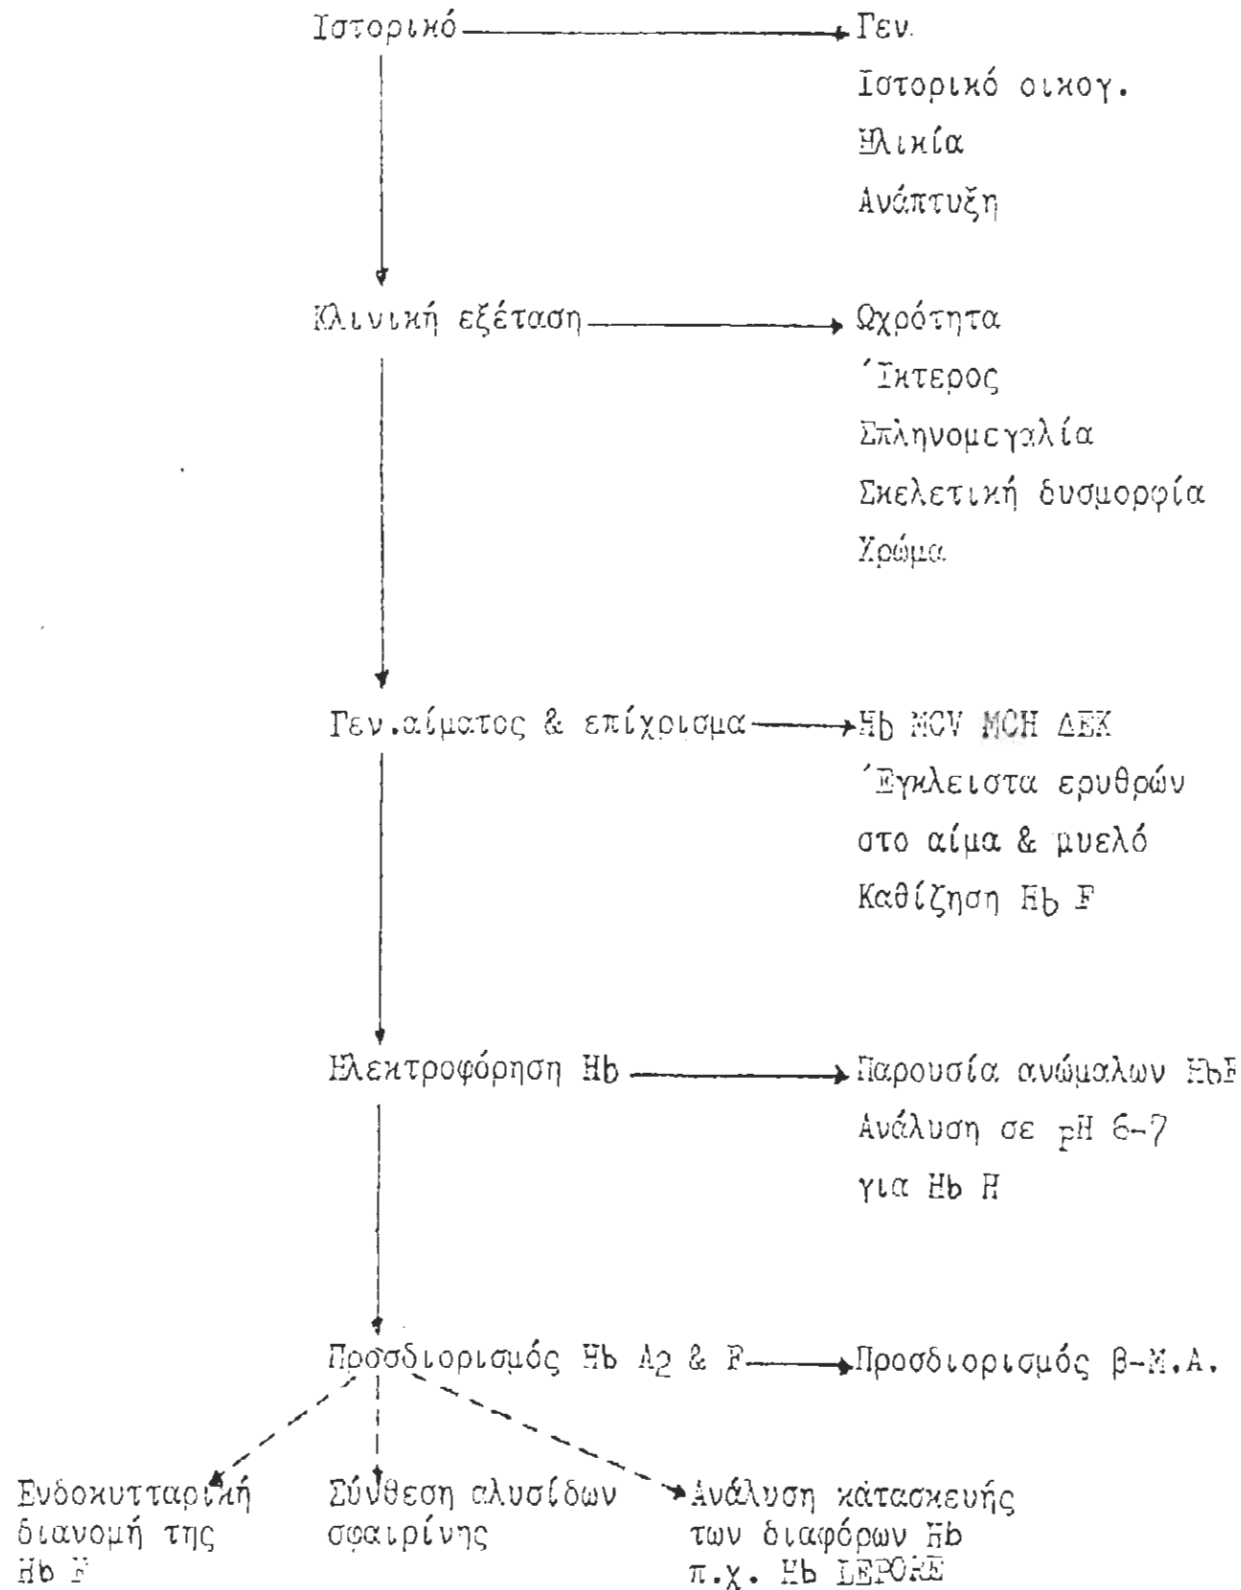 Ιστορικό Γεν.
Ιστορικό οικογ.
Ηλικία
Ανάπτυξη
Κλινική εξέταση Ωχρότητα
Ίκτερος
Σπληνομεγαλία
Σκελετική δυσμορφία
Χρώμα
Γεν.αίματος & επίχρισμα Hb MCV MCH ΔΕΚ
Έγκλειστα ερυθρών
στο αίμα & μυελό
Καθίζηση Hb F
Ηλεκτροφόρηση Hb Παρουσία ανώμαλων HbF
Ανάλυση σε pH 6-7
για Hb H
Προσδιορισμός Hb A2 & F Προσδιορισμός β-Μ.Α.
Ενδοκυτταρική
διανομή της
Hb F
Σύνθεση αλυσίδων
σφαιρίνης
Ανάλυση κάτασκευής
των διαφόρων Hb
π.χ. Hb LEPORE